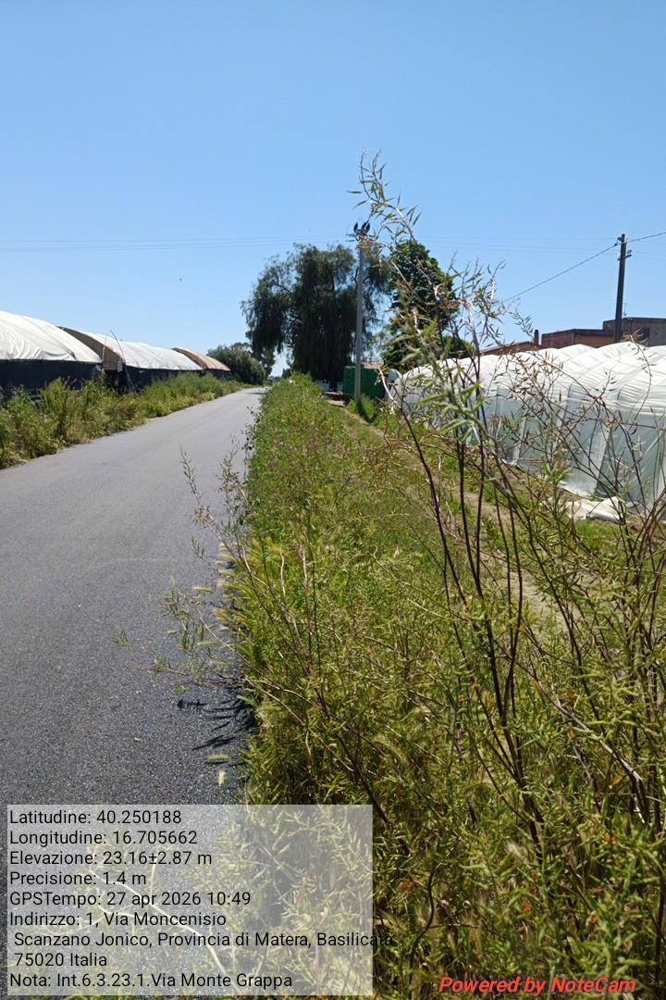 Latitudine: 40.250188
Longitudine: 16.705662
Elevazione: 23.16±2.87 m
Precisione: 1.4 m
GPSTempo: 27 apr 2026 10:49
Indirizzo: 1, Via Moncenisio
Scanzano Jonico, Provincia di Matera, Basilicata
75020 Italia
Nota: Int.6.3.23.1.Via Monte Grappa
Powered by NoteCam